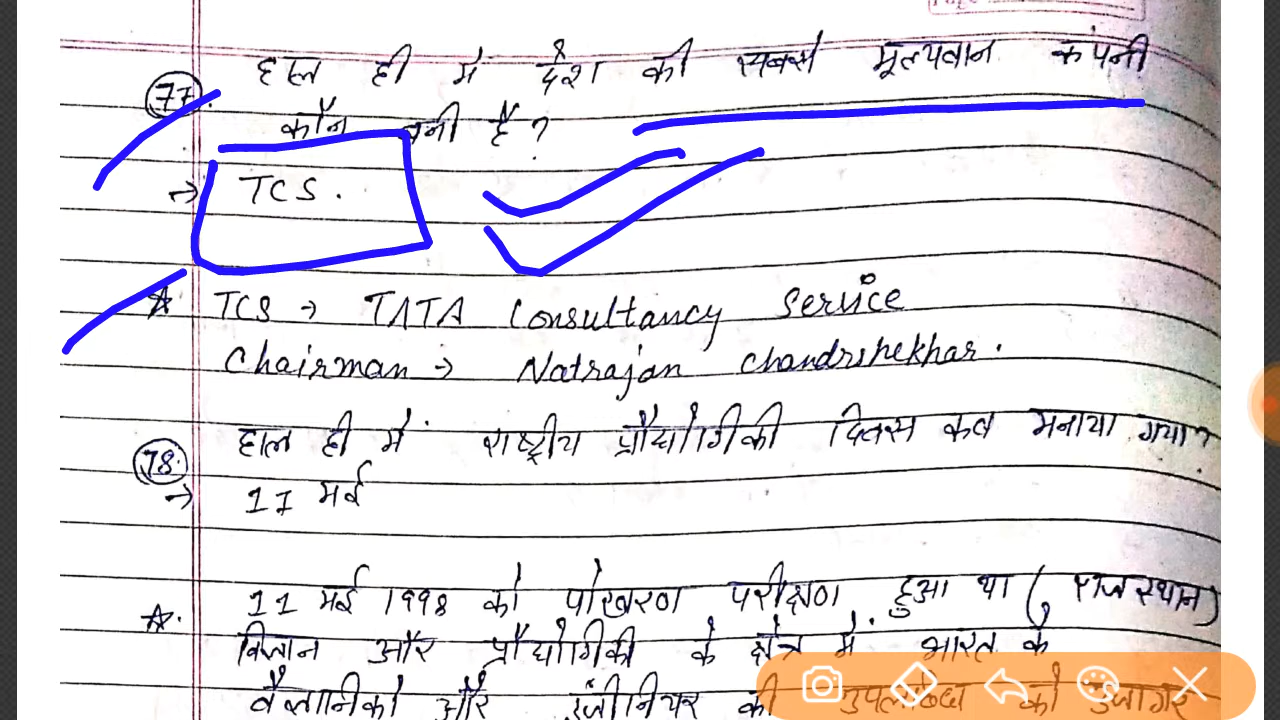 77. हाल ही में देश की सबसे मूल्यवान कंपनी
कौन बनी है ?
→ TCS .
☆ TCS → TATA Consultancy Service
Chairman → Natrajan Chandrshekhar .
78. हाल ही में राष्ट्रीय प्रौद्योगिकी दिवस कब मनाया गया?
→ 11 मई
☆. 11 मई 1998 को पोखरण परीक्षण हुआ था ( राजस्थान)
विज्ञान और प्रौद्योगिकी के क्षेत्र में भारत के
वैज्ञानिको और इंजीनियर की उपलब्धि को उजागर